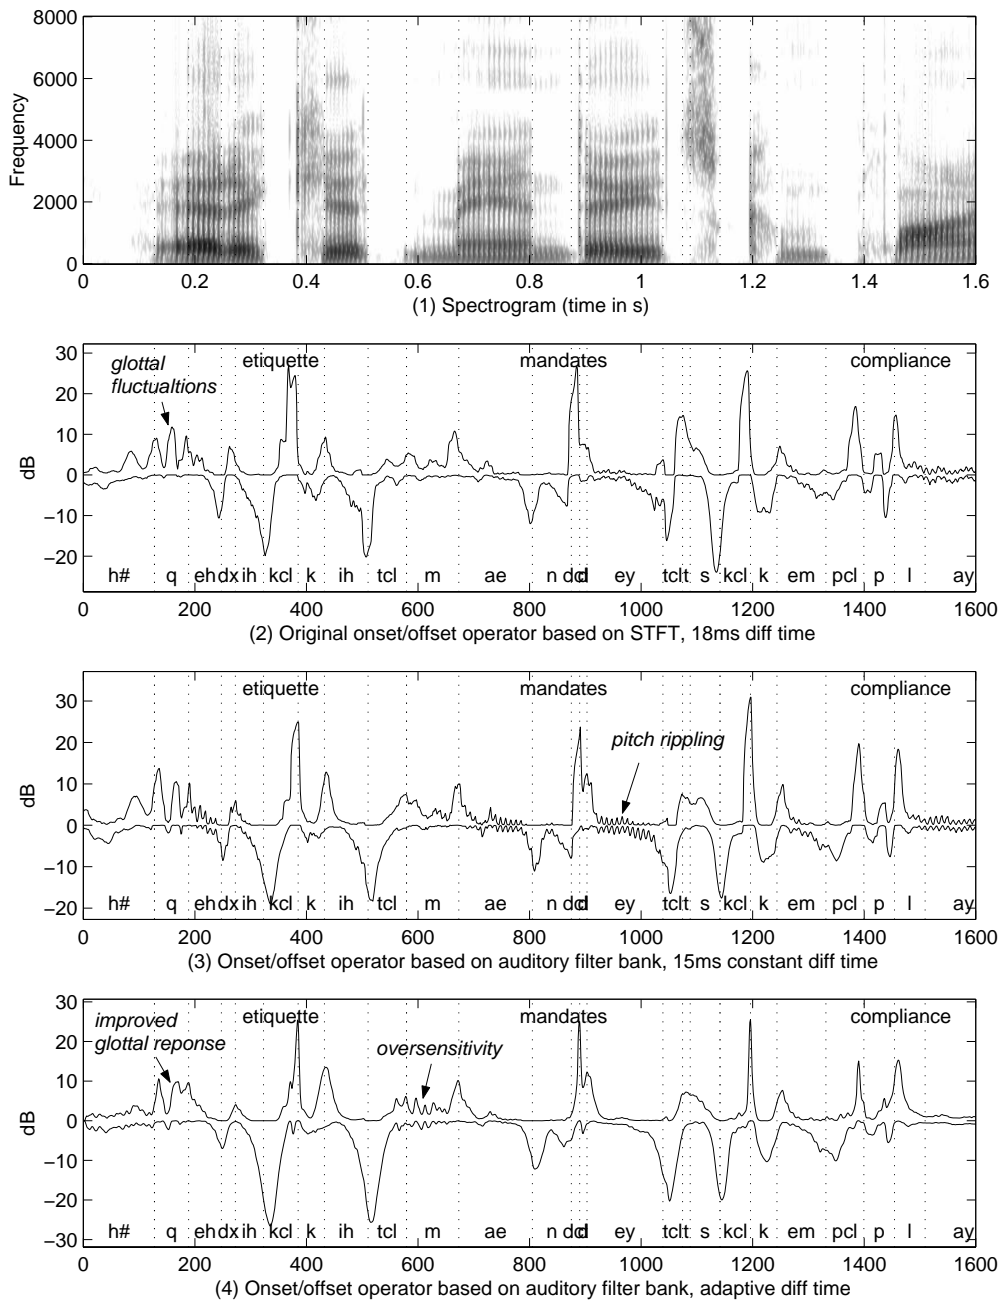 8000
6000
4000
2000
0
Frequency
0 0.2 0.4 0.6 0.8 1 1.2 1.4 1.6
(1) Spectrogram (time in s)
30
20
10
0
−10
−20
dB
glottal
fluctualtions
etiquette mandates compliance
h# q eh dx ih kcl k ih tcl m ae n dcl d ey tcl t s kcl k em pcl p l ay
0 200 400 600 800 1000 1200 1400 1600
(2) Original onset/offset operator based on STFT, 18ms diff time
30
20
10
0
−10
−20
dB
etiquette mandates compliance
pitch rippling
h# q eh dx ih kcl k ih tcl m ae n dcl d ey tcl t s kcl k em pcl p l ay
0 200 400 600 800 1000 1200 1400 1600
(3) Onset/offset operator based on auditory filter bank, 15ms constant diff time
30
20
10
0
−10
−20
−30
dB
improved
glottal reponse
etiquette mandates compliance
oversensitivity
h# q eh dx ih kcl k ih tcl m ae n dcl d ey tcl t s kcl k em pcl p l ay
0 200 400 600 800 1000 1200 1400 1600
(4) Onset/offset operator based on auditory filter bank, adaptive diff time